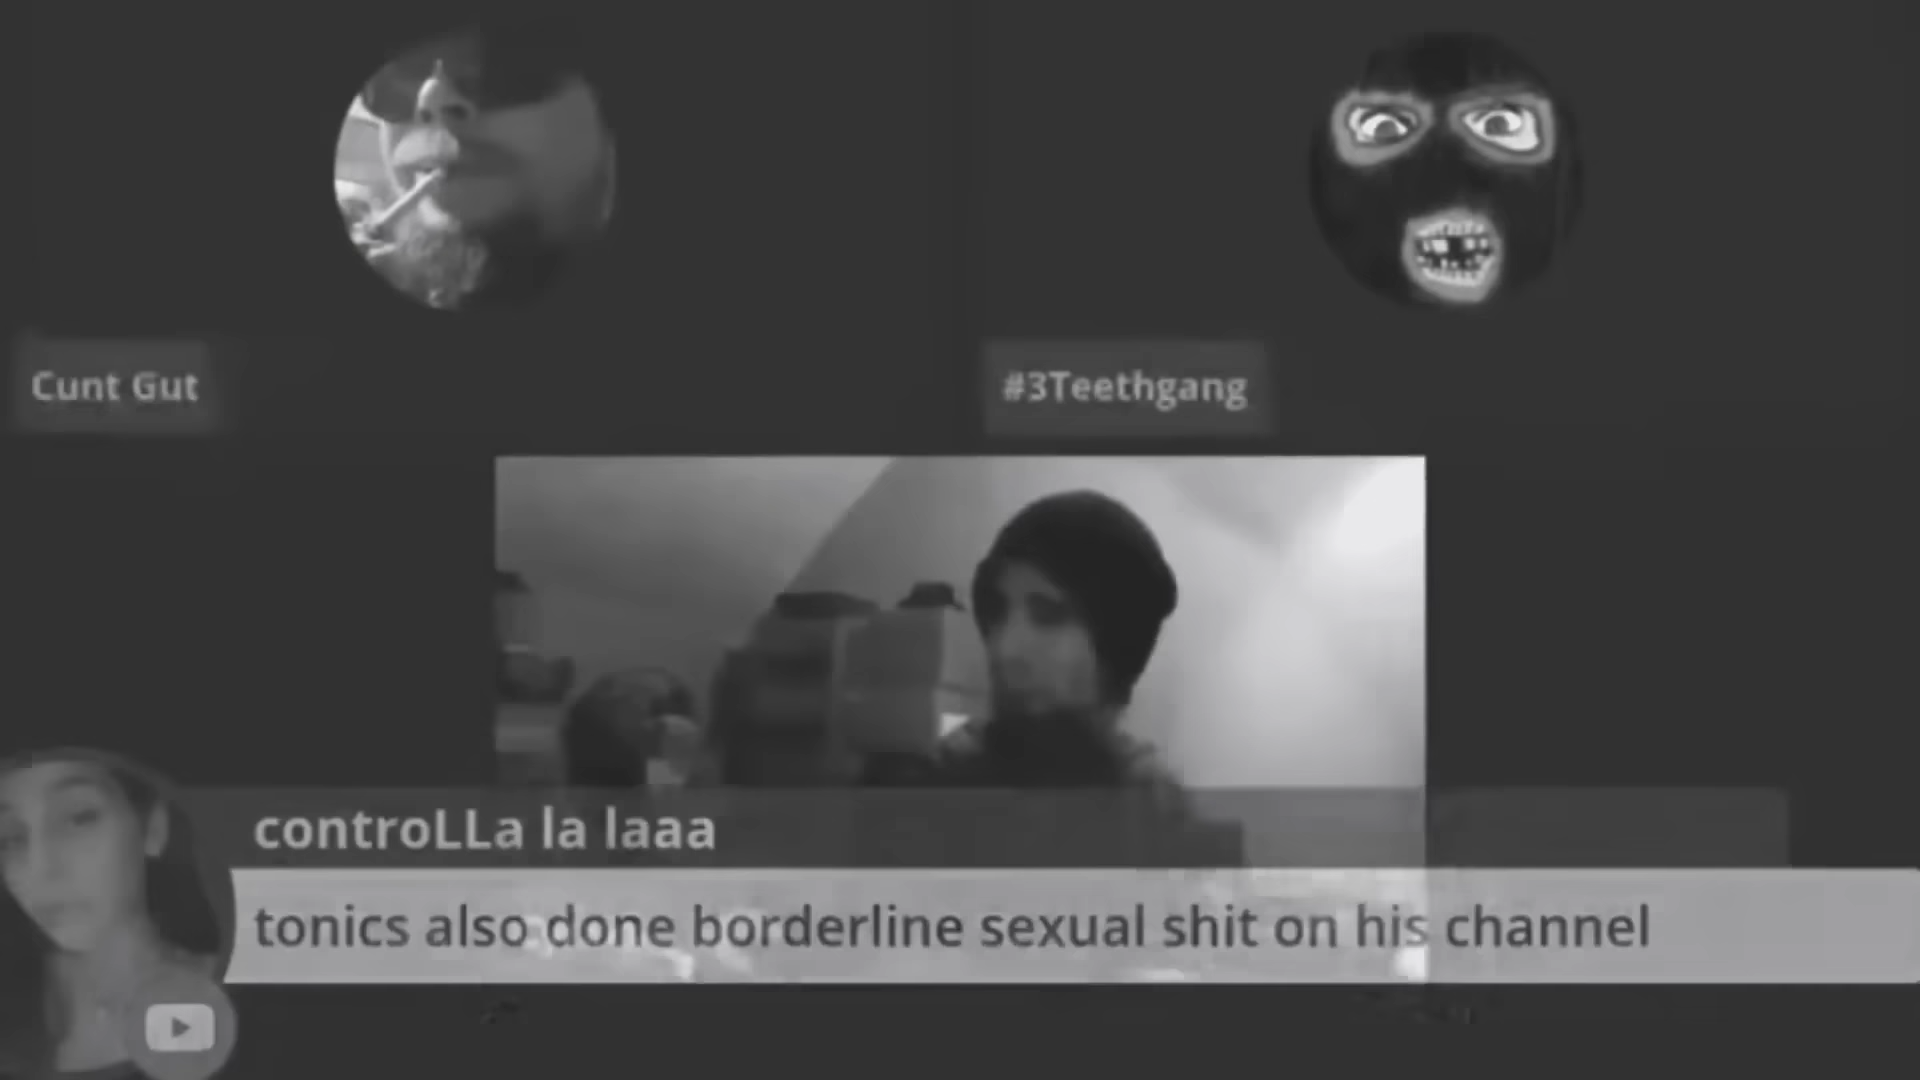 Cunt Gut
#3Teethgang
controLLa la laaa
tonics also done borderline sexual shit on his channel